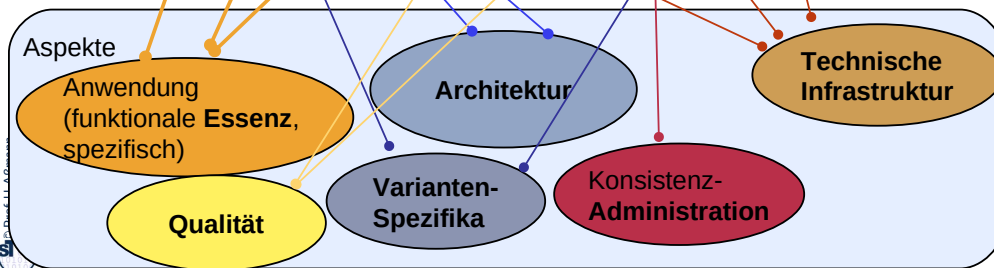 Aspekte
Anwendung
(funktionale Essenz,
spezifisch)
Architektur
Technische
Infrastruktur
Varianten-
Spezifika
Konsistenz-
Administration
Qualität